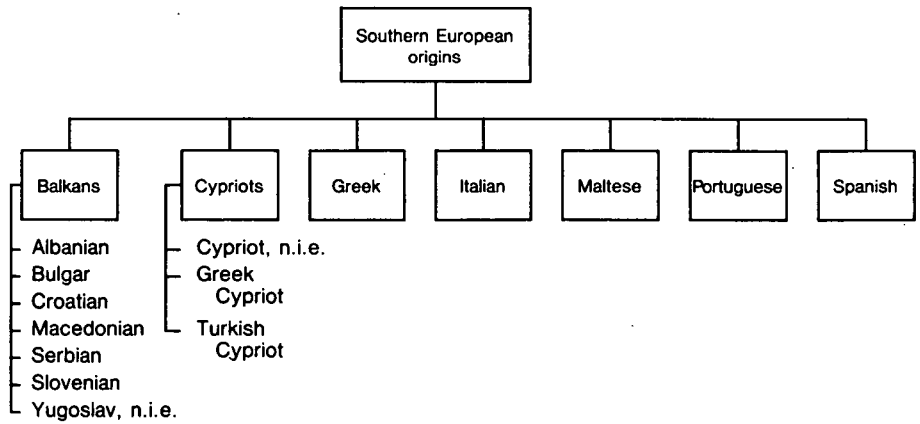 Southern European
origins
Balkans
Cypriots
Greek
Italian
Maltese
Portuguese
Spanish
Albanian
Bulgar
Croatian
Macedonian
Serbian
Slovenian
Yugoslav, n.i.e.
Cypriot, n.i.e.
Greek
Cypriot
Turkish
Cypriot